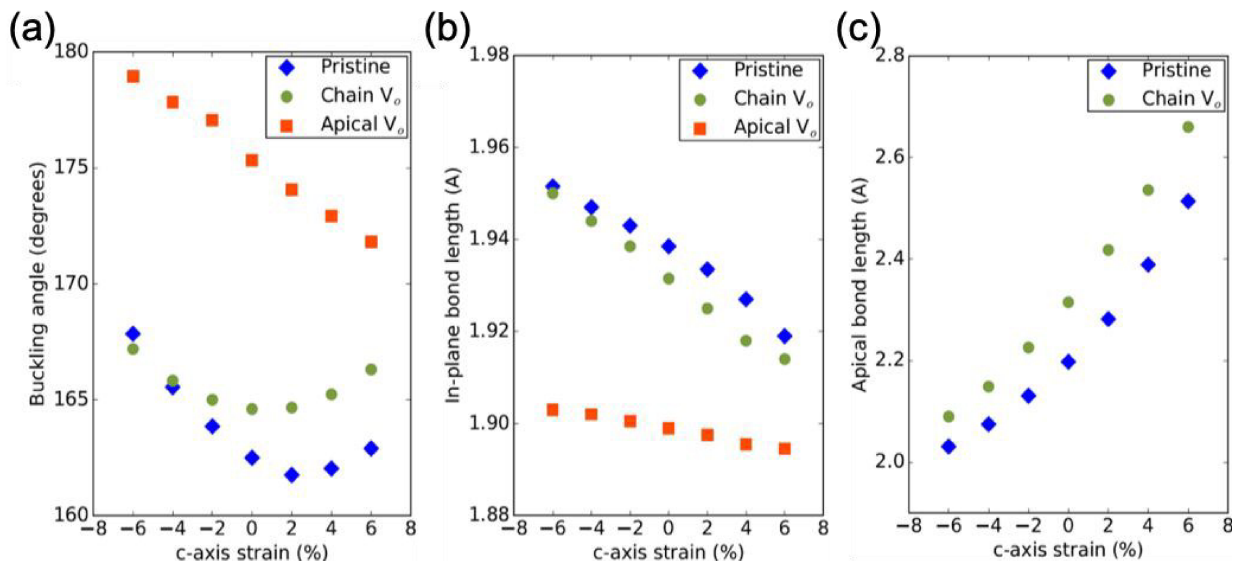 (a)
180
175
170
165
160
Buckling angle (degrees)
Pristine
Chain Vₒ
Apical Vₒ
−8 −6 −4 −2 0 2 4 6 8
c-axis strain (%)
(b)
1.98
1.96
1.94
1.92
1.90
1.88
In-plane bond length (A)
Pristine
Chain Vₒ
Apical Vₒ
−8 −6 −4 −2 0 2 4 6 8
c-axis strain (%)
(c)
2.8
2.6
2.4
2.2
2.0
Apical bond length (A)
Pristine
Chain Vₒ
−8 −6 −4 −2 0 2 4 6 8
c-axis strain (%)